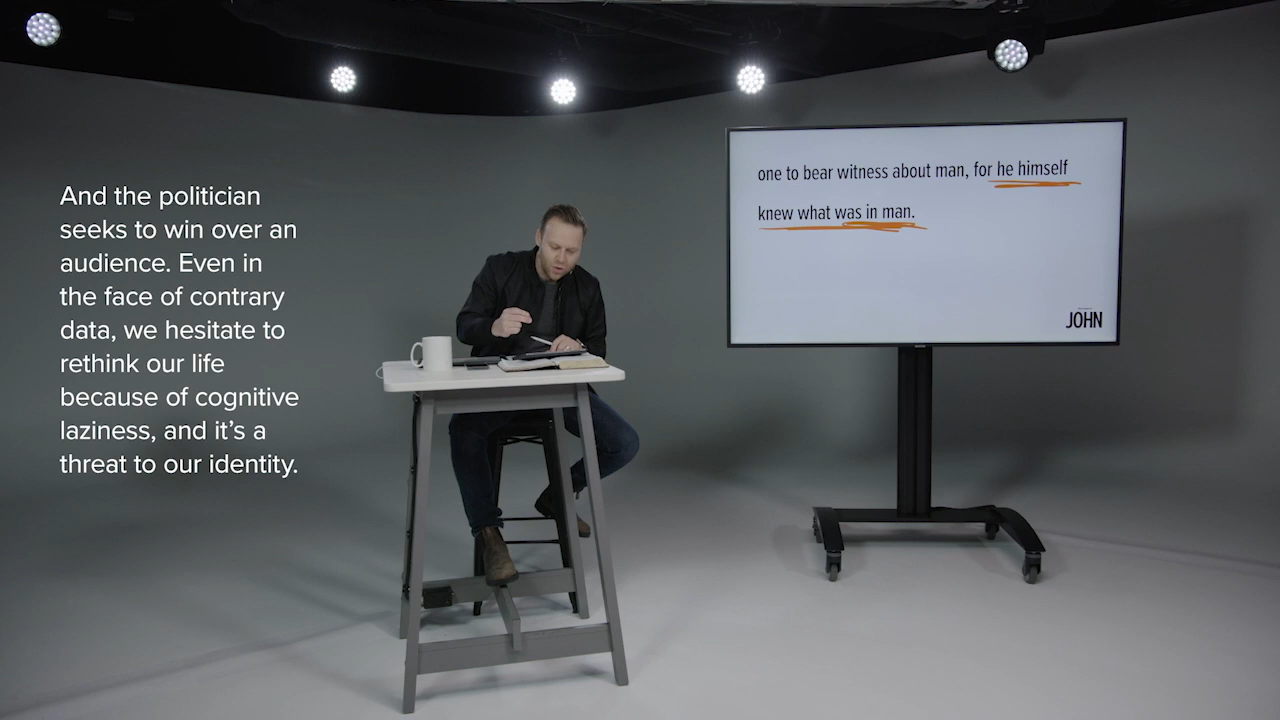 And the politician
seeks to win over an
audience. Even in
the face of contrary
data, we hesitate to
rethink our life
because of cognitive
laziness, and it’s a
threat to our identity.
one to bear witness about man, for he himself
knew what was in man.
JOHN